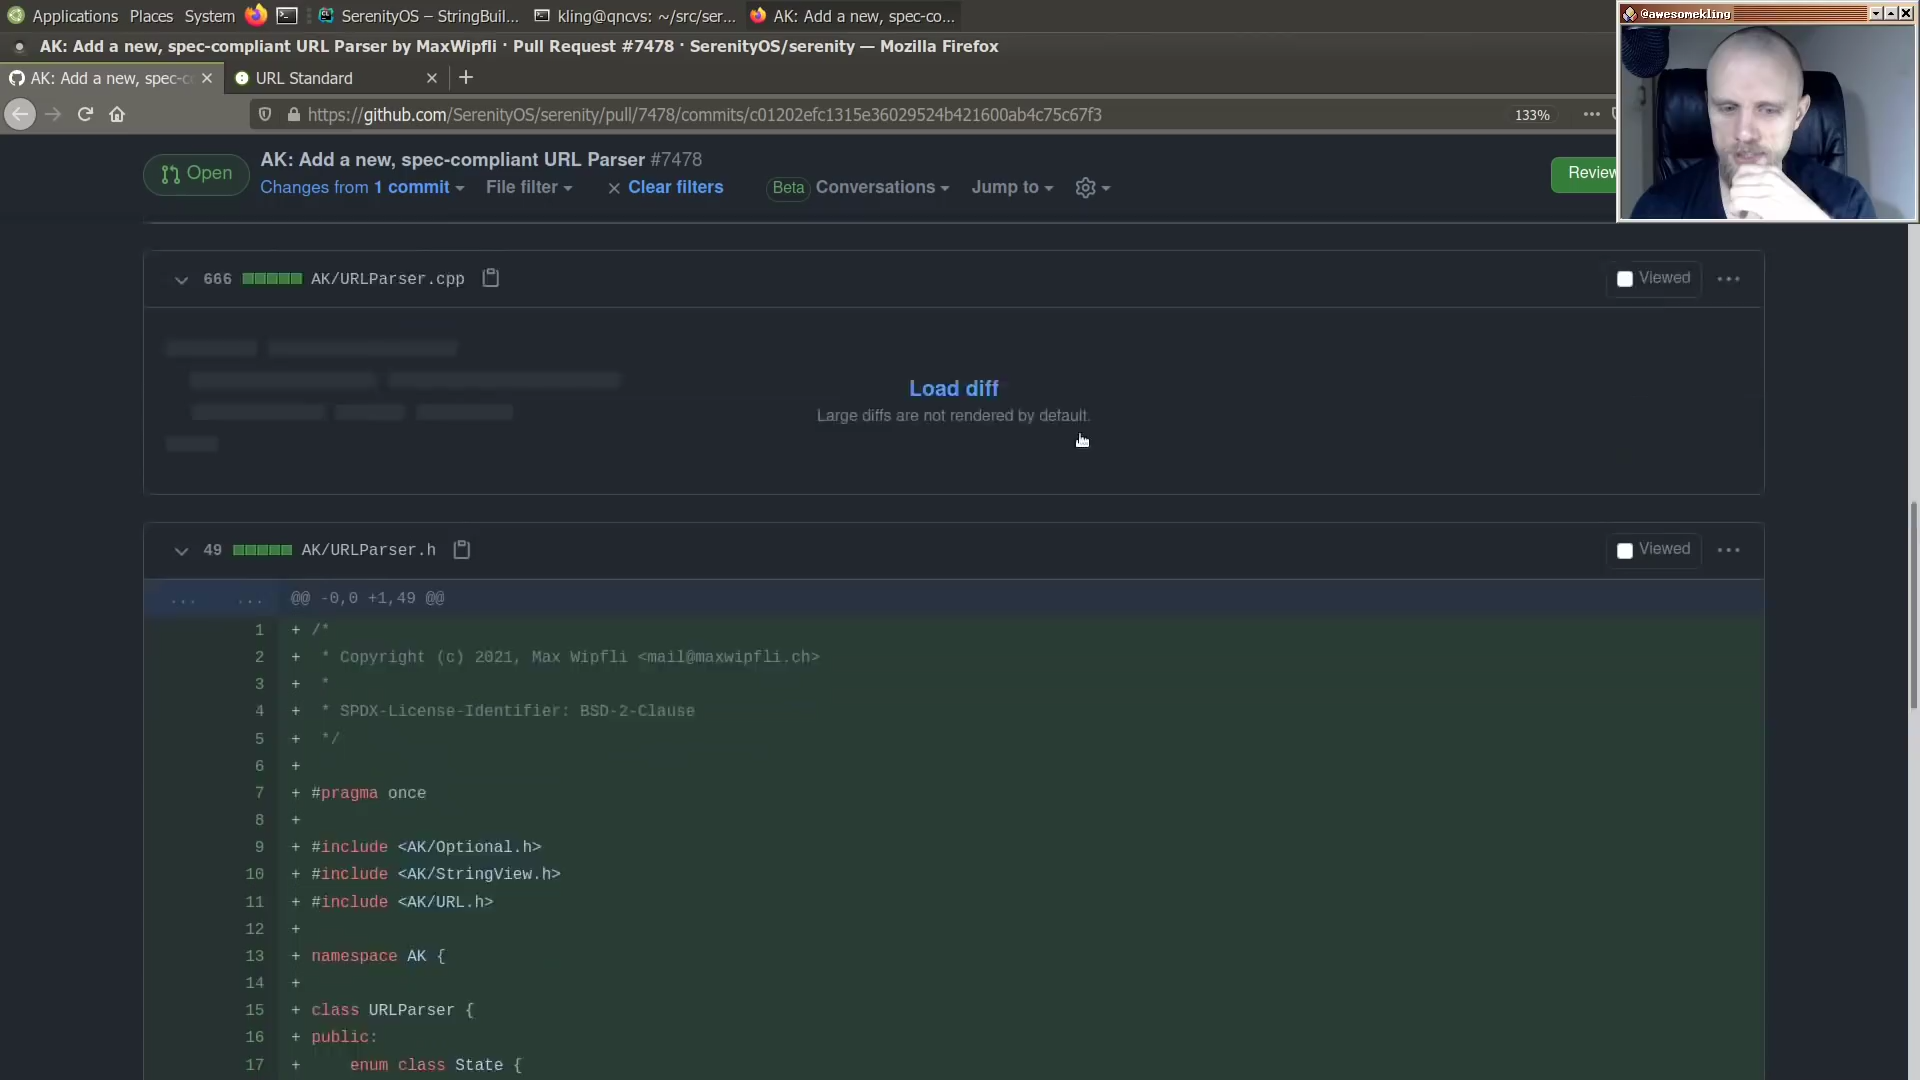 Applications Places System SerenityOS – StringBuil... kling@qncvs: ~/src/ser... AK: Add a new, spec-co...
@awesomekling
AK: Add a new, spec-compliant URL Parser by MaxWipfli · Pull Request #7478 · SerenityOS/serenity — Mozilla Firefox
AK: Add a new, spec-co URL Standard
https://github.com/SerenityOS/serenity/pull/7478/commits/c01202efc1315e36029524b421600ab4c75c67f3 133%
Open
AK: Add a new, spec-compliant URL Parser #7478
Changes from 1 commit File filter Clear filters Beta Conversations Jump to
Review
666 AK/URLParser.cpp Viewed
Load diff
Large diffs are not rendered by default.
49 AK/URLParser.h Viewed
... ... @@ -0,0 +1,49 @@
1 + /*
2 + * Copyright (c) 2021, Max Wipfli <mail@maxwipfli.ch>
3 + *
4 + * SPDX-License-Identifier: BSD-2-Clause
5 + */
6 +
7 + #pragma once
8 +
9 + #include <AK/Optional.h>
10 + #include <AK/StringView.h>
11 + #include <AK/URL.h>
12 +
13 + namespace AK {
14 +
15 + class URLParser {
16 + public:
17 + enum class State {